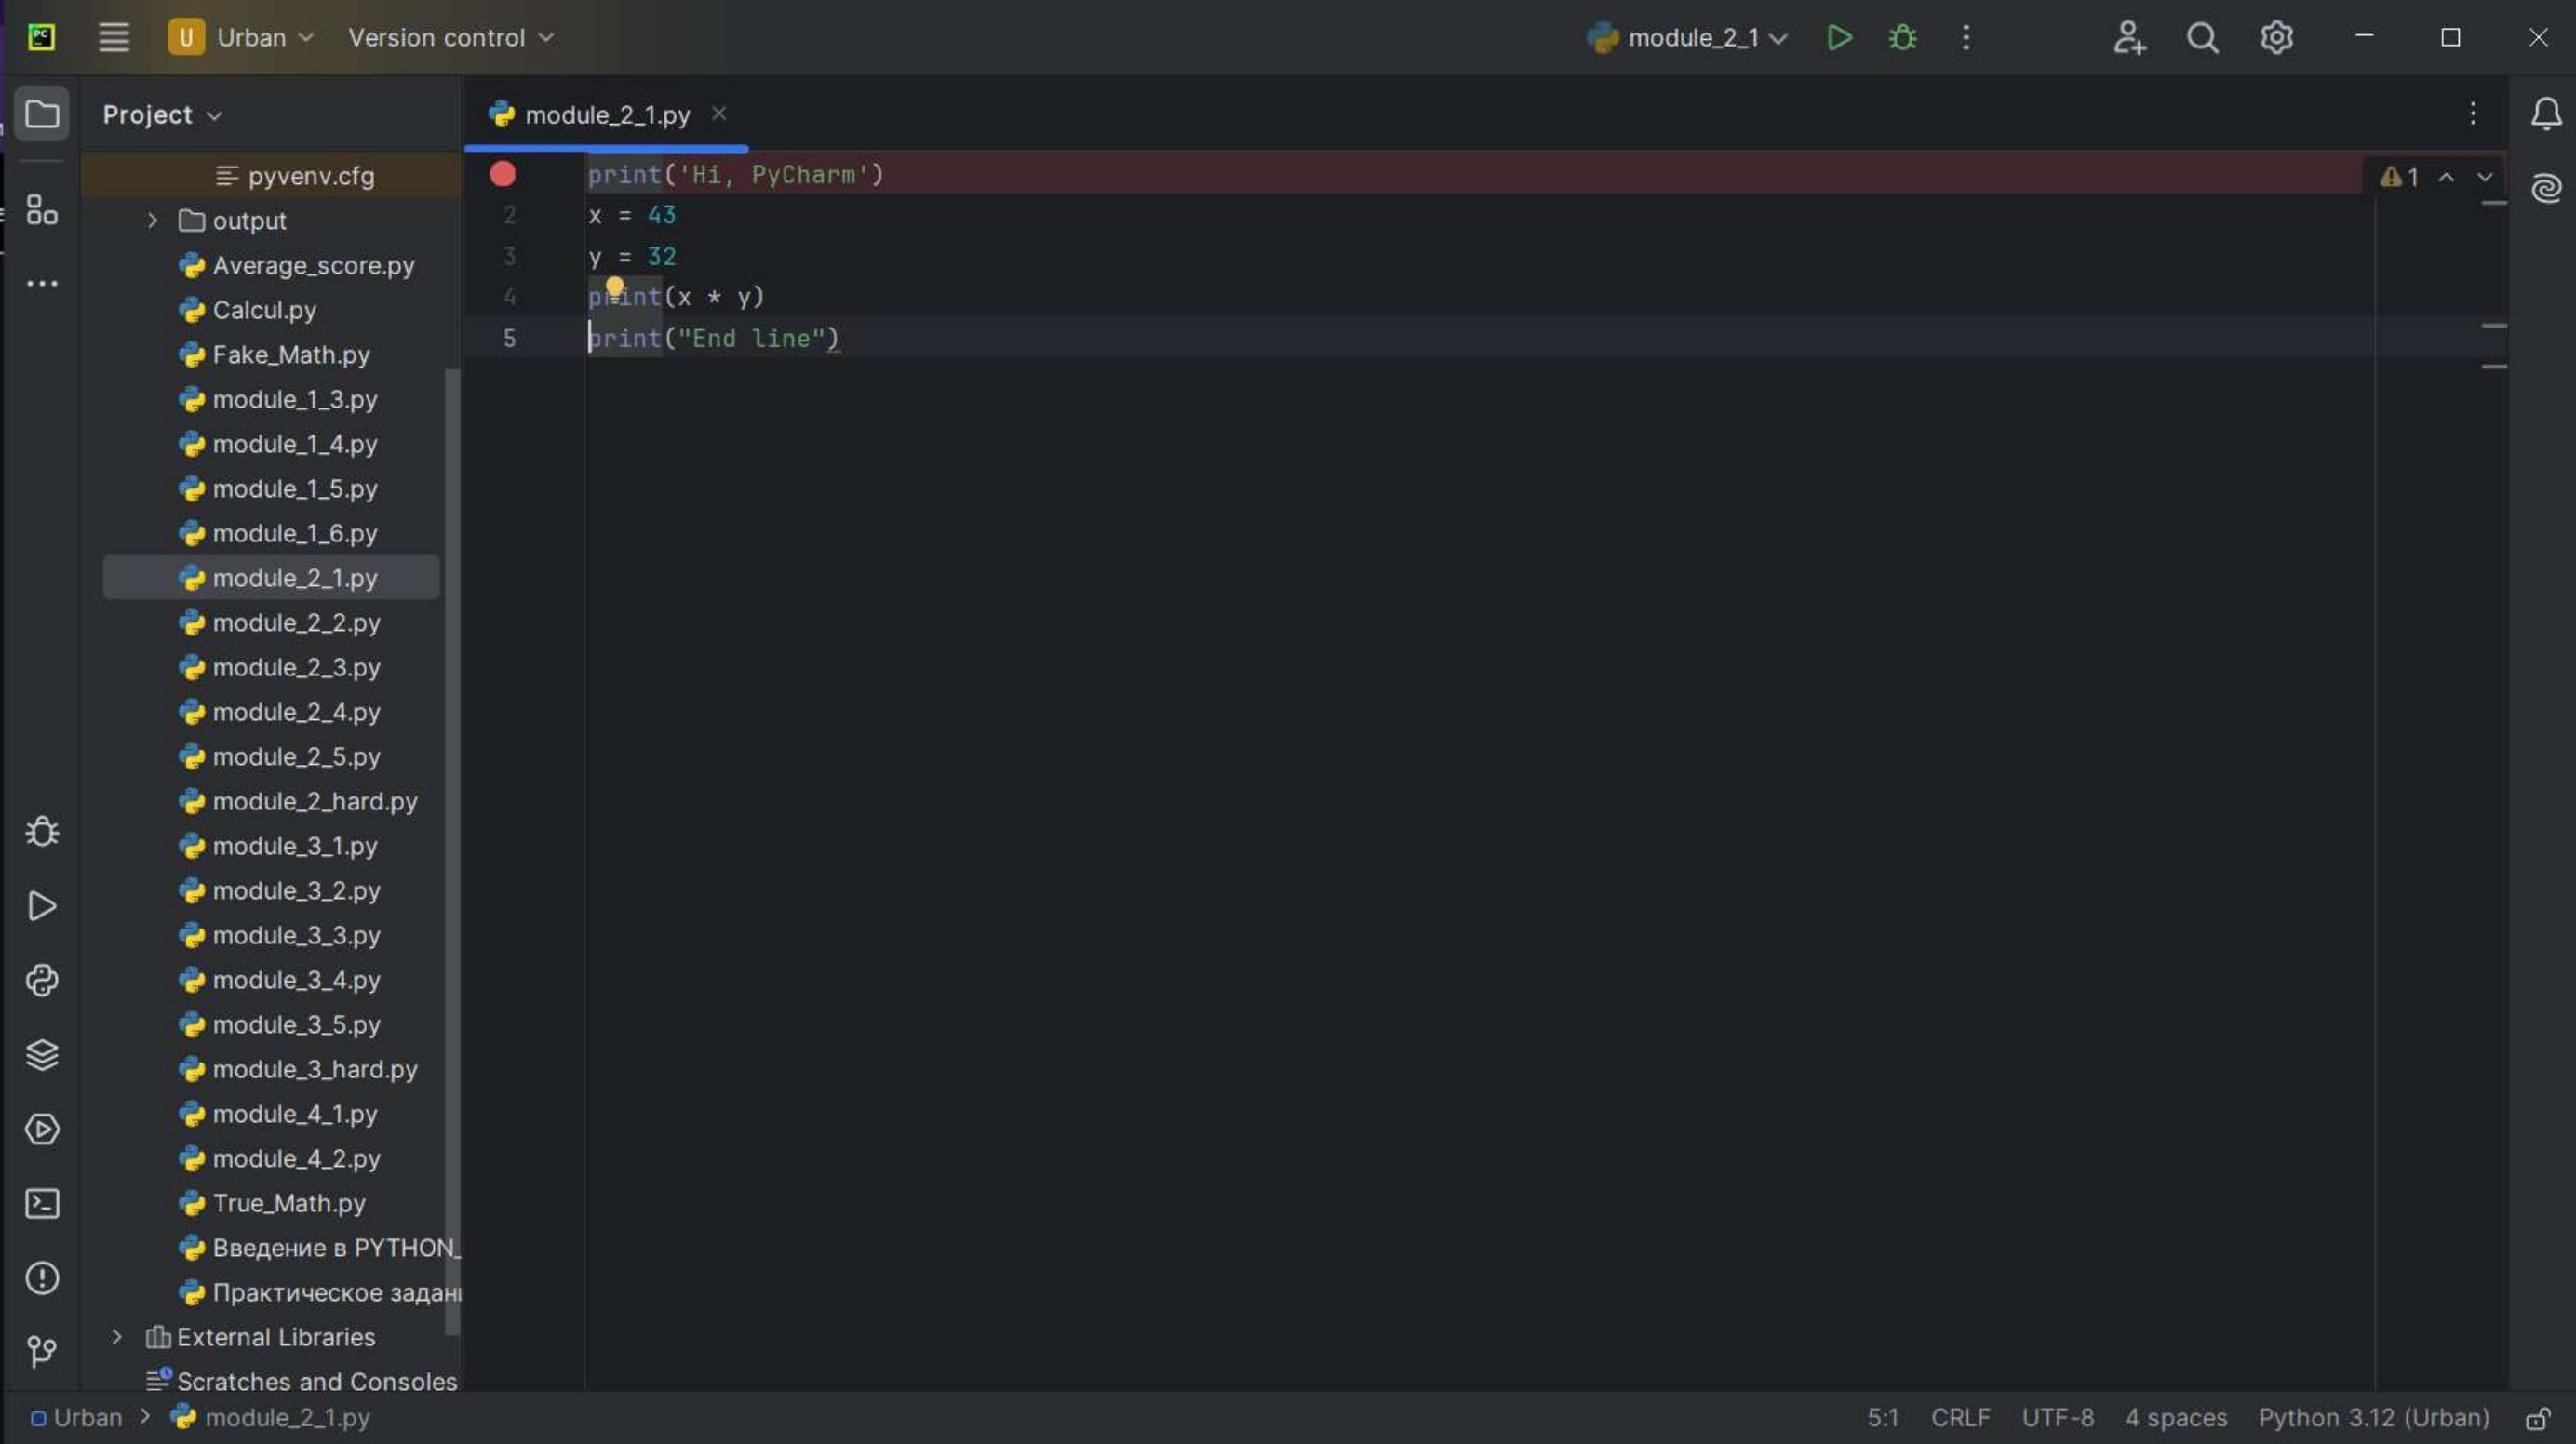 PC
U Urban
Version control
module_2_1
Project
module_2_1.py
pyvenv.cfg
output
Average_score.py
Calcul.py
Fake_Math.py
module_1_3.py
module_1_4.py
module_1_5.py
module_1_6.py
module_2_1.py
module_2_2.py
module_2_3.py
module_2_4.py
module_2_5.py
module_2_hard.py
module_3_1.py
module_3_2.py
module_3_3.py
module_3_4.py
module_3_5.py
module_3_hard.py
module_4_1.py
module_4_2.py
True_Math.py
Введение в PYTHON_
Практическое задан
External Libraries
Scratches and Consoles
print('Hi, PyCharm')
2 x = 43
3 y = 32
4 print(x * y)
5 print("End line")
1
Urban > module_2_1.py
5:1 CRLF UTF-8 4 spaces Python 3.12 (Urban)